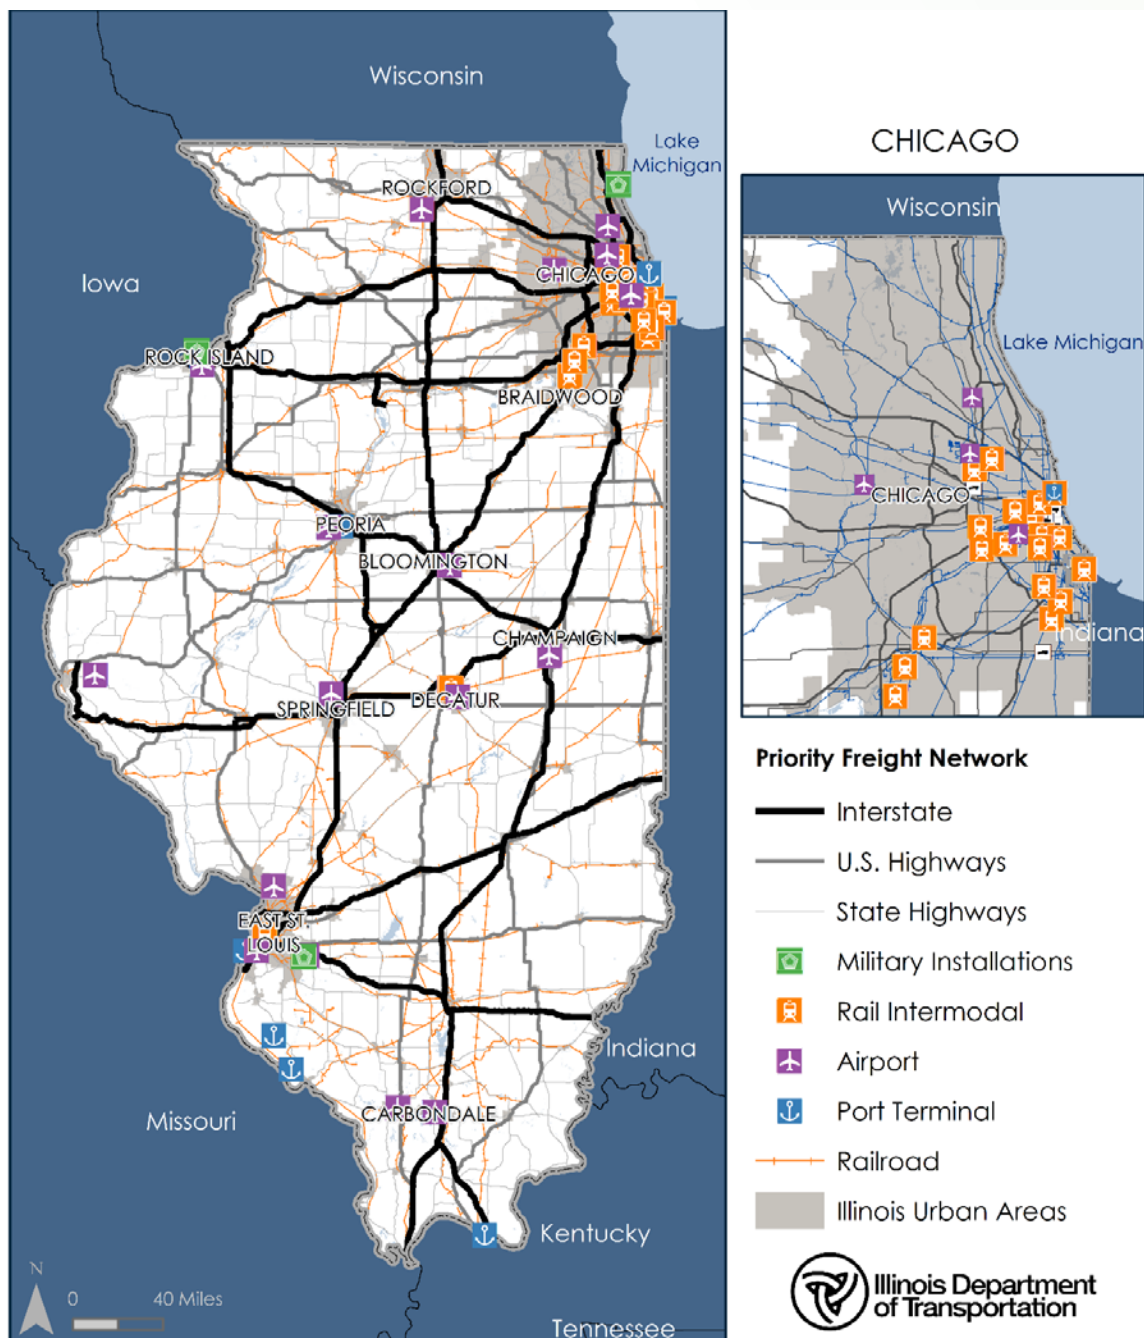 Wisconsin
Lake
Michigan
ROCKFORD
Iowa
CHICAGO
ROCK ISLAND
BRAIDWOOD
PEORIA
BLOOMINGTON
CHAMPAIGN
SPRINGFIELD
DECATUR
EAST ST.
LOUIS
Indiana
Missouri
CARBONDALE
Kentucky
N
0 40 Miles
Tennessee
CHICAGO
Wisconsin
Lake Michigan
CHICAGO
Indiana
Priority Freight Network
Interstate
U.S. Highways
State Highways
Military Installations
Rail Intermodal
Airport
Port Terminal
Railroad
Illinois Urban Areas
Illinois Department
of Transportation